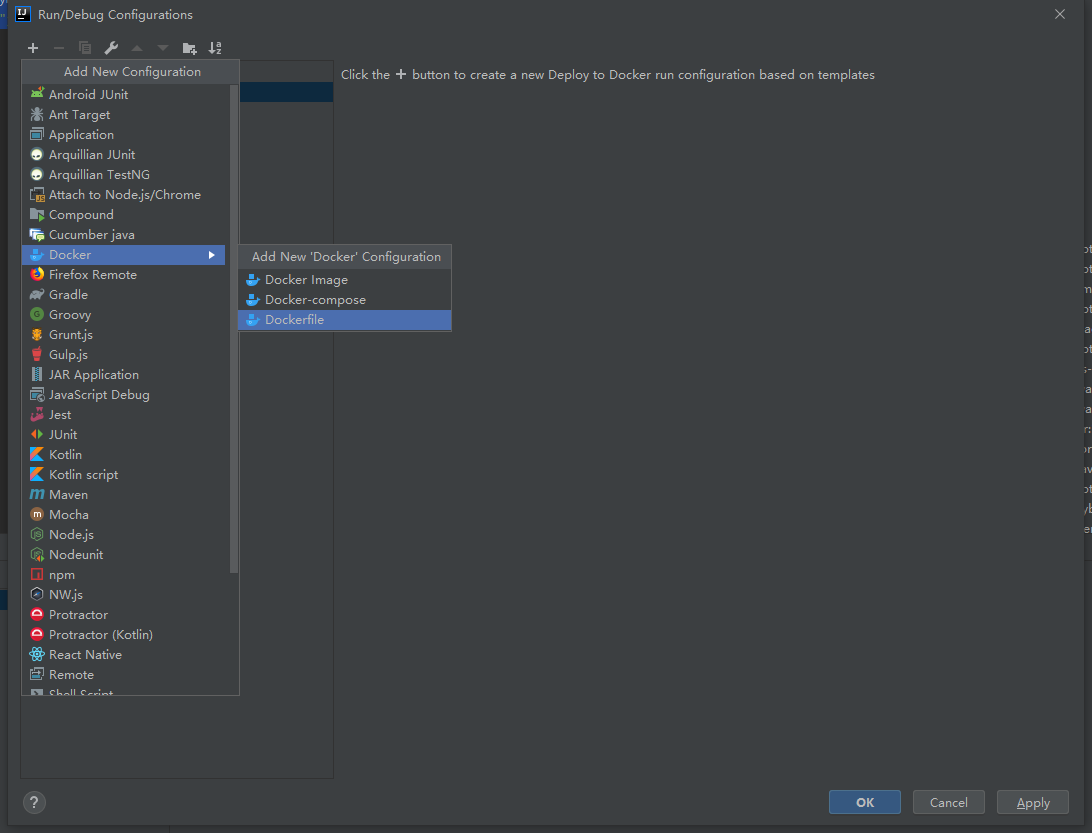 Run/Debug Configurations
Add New Configuration
Click the + button to create a new Deploy to Docker run configuration based on templates
Android JUnit
Ant Target
Application
Arquillian JUnit
Arquillian TestNG
Attach to Node.js/Chrome
Compound
Cucumber java
Docker
Add New 'Docker' Configuration
Docker Image
Docker-compose
Dockerfile
Firefox Remote
Gradle
Groovy
Grunt.js
Gulp.js
JAR Application
JavaScript Debug
Jest
JUnit
Kotlin
Kotlin script
Maven
Mocha
Node.js
Nodeunit
npm
NW.js
Protractor
Protractor (Kotlin)
React Native
Remote
Shell Script
?
OK
Cancel
Apply